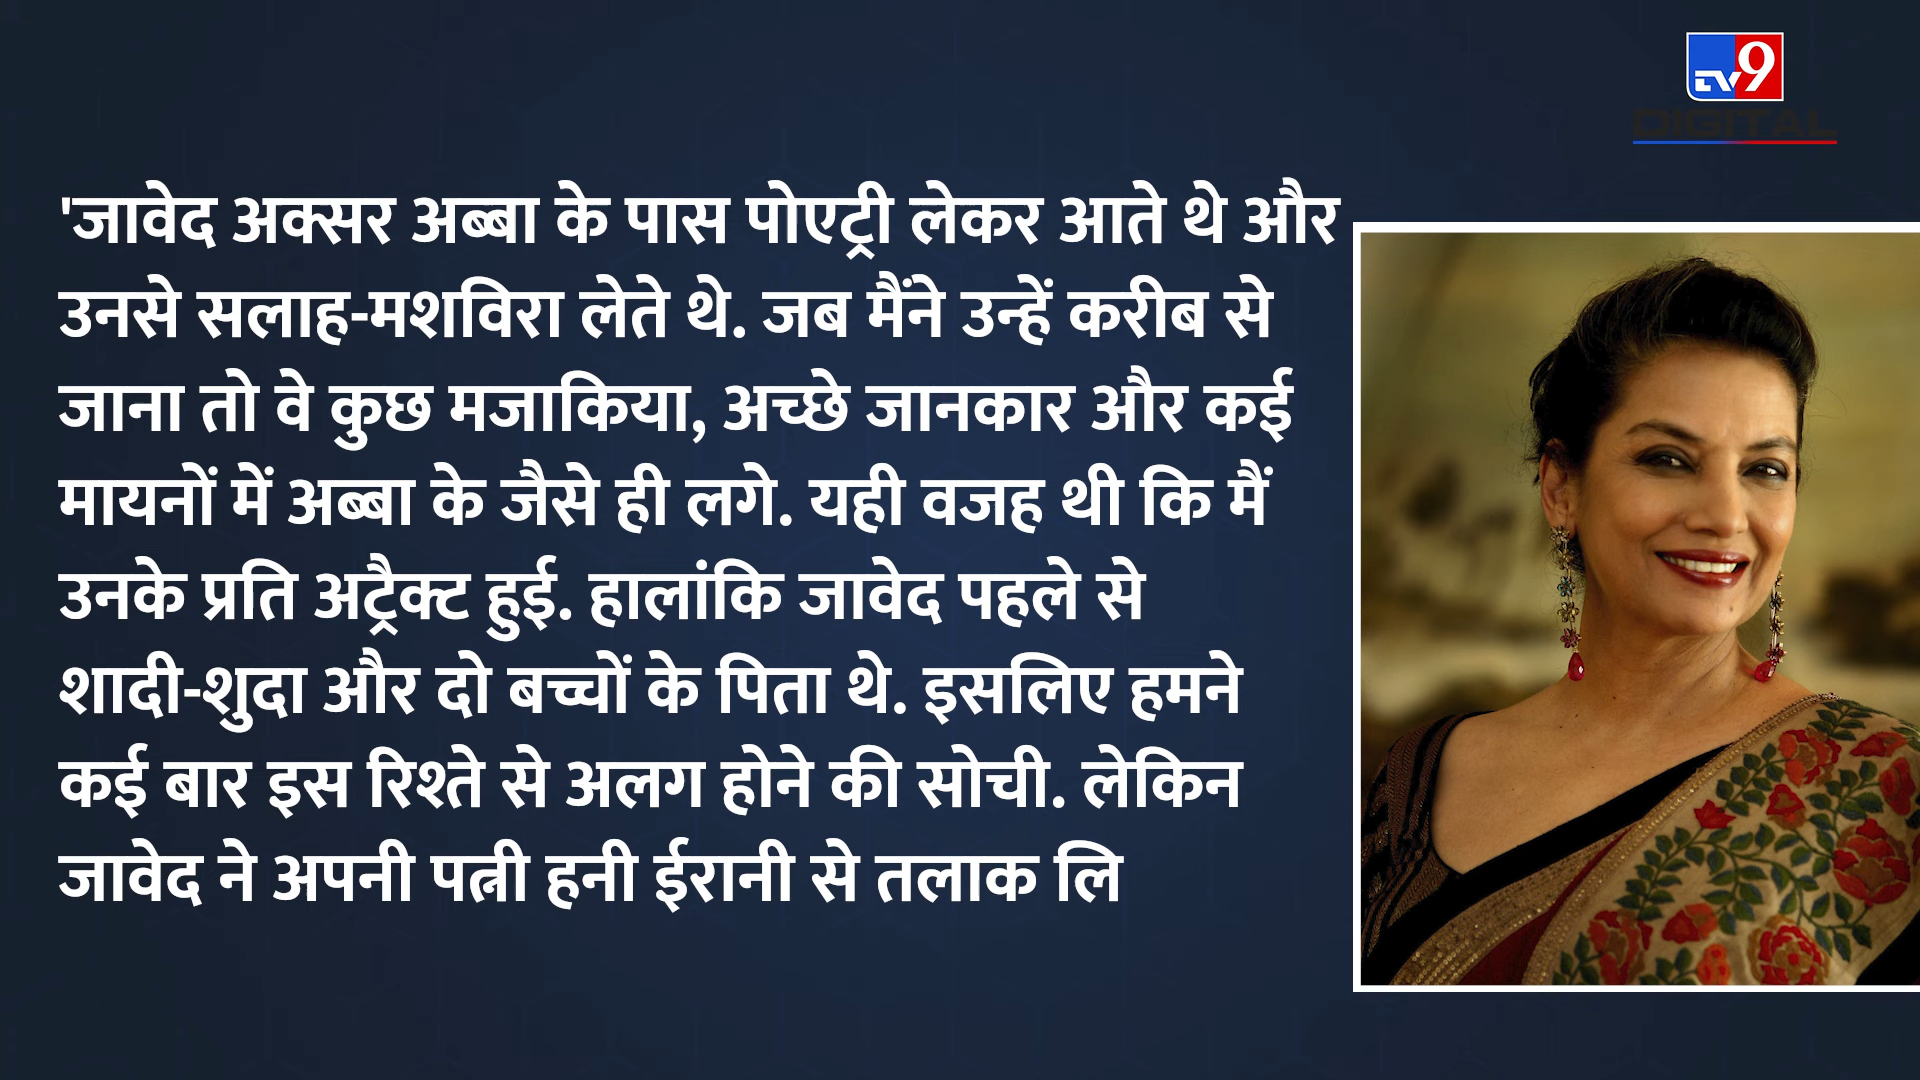 TV9
DIGITAL
'जावेद अक्सर अब्बा के पास पोएट्री लेकर आते थे और
उनसे सलाह-मशविरा लेते थे. जब मैंने उन्हें करीब से
जाना तो वे कुछ मजाकिया, अच्छे जानकार और कई
मायनों में अब्बा के जैसे ही लगे. यही वजह थी कि मैं
उनके प्रति अट्रैक्ट हुई. हालांकि जावेद पहले से
शादी-शुदा और दो बच्चों के पिता थे. इसलिए हमने
कई बार इस रिश्ते से अलग होने की सोची. लेकिन
जावेद ने अपनी पत्नी हनी ईरानी से तलाक लि